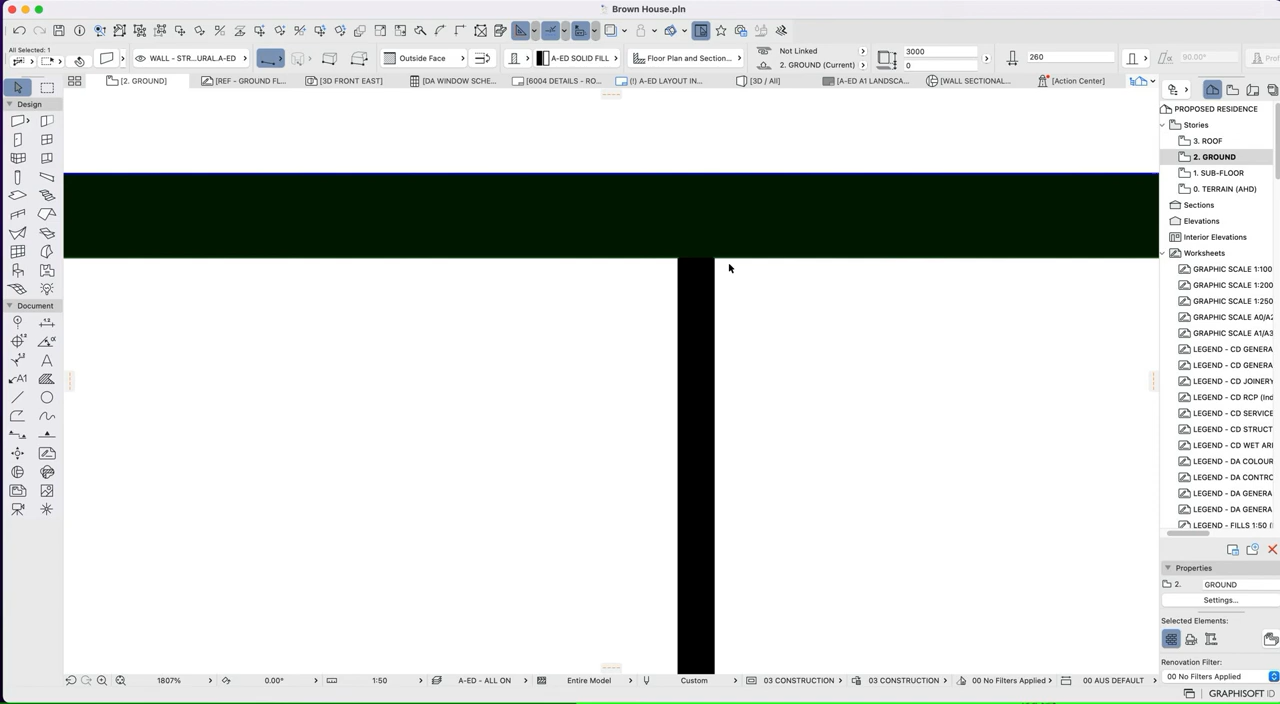 Brown House.pln
All Selected: 1
WALL - STR...URAL.A-ED
Outside Face
A-ED SOLID FILL
Floor Plan and Section...
Not Linked
2. GROUND (Current)
3000
0
260
90.00°
[2. GROUND]
[REF - GROUND FL...
[3D FRONT EAST]
[DA WINDOW SCHE...
[6004 DETAILS - RO...
(!) A-ED LAYOUT IN...
[3D / All]
[A-ED A1 LANDSCA...
[WALL SECTIONAL...
[Action Center]
Design
Document
PROPOSED RESIDENCE
Stories
3. ROOF
2. GROUND
1. SUB-FLOOR
0. TERRAIN (AHD)
Sections
Elevations
Interior Elevations
Worksheets
GRAPHIC SCALE 1:100
GRAPHIC SCALE 1:200
GRAPHIC SCALE 1:250
GRAPHIC SCALE A0/A2
GRAPHIC SCALE A1/A3
LEGEND - CD GENERA
LEGEND - CD GENERA
LEGEND - CD JOINERY
LEGEND - CD RCP (Ind
LEGEND - CD SERVICE
LEGEND - CD STRUCT
LEGEND - CD WET AR
LEGEND - DA COLOUR
LEGEND - DA CONTRO
LEGEND - DA GENERA
LEGEND - DA GENERA
LEGEND - FILLS 1:50 (
Properties
2. GROUND
Settings...
Selected Elements:
Renovation Filter:
00 No Filters Applied
1807%
0.00°
1:50
A-ED - ALL ON
Entire Model
Custom
03 CONSTRUCTION
03 CONSTRUCTION
00 No Filters Applied
00 AUS DEFAULT
GRAPHISOFT ID